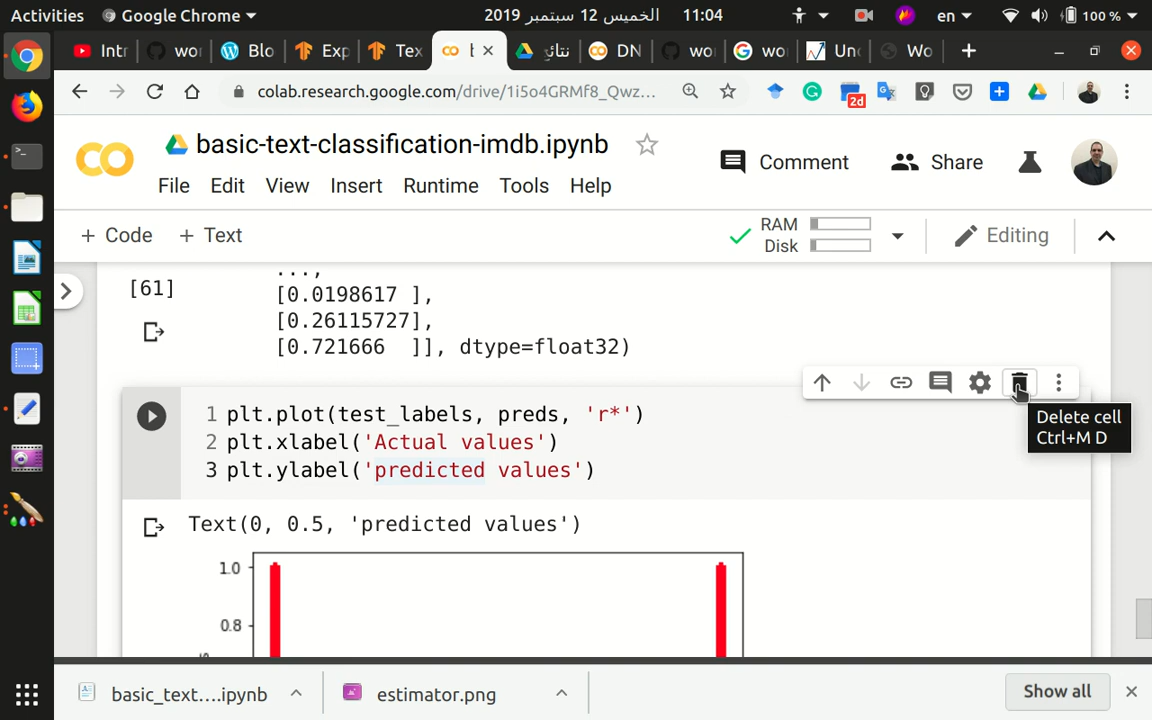 Activities
Google Chrome
الخميس 12 سبتمبر 2019
11:04
en
100 %
Intr
wor
Blo
Exp
Tex
نتائج
DN
wo
wo
Un
Wo
colab.research.google.com/drive/1i5o4GRMf8_Qwz...
2d
basic-text-classification-imdb.ipynb
Comment
Share
File Edit View Insert Runtime Tools Help
+ Code + Text
RAM
Disk
Editing
[61]
...,
[0.0198617 ],
[0.26115727],
[0.721666 ]], dtype=float32)
1 plt.plot(test_labels, preds, 'r*')
2 plt.xlabel('Actual values')
3 plt.ylabel('predicted values')
Delete cell
Ctrl+M D
Text(0, 0.5, 'predicted values')
1.0
0.8
basic_text....ipynb
estimator.png
Show all